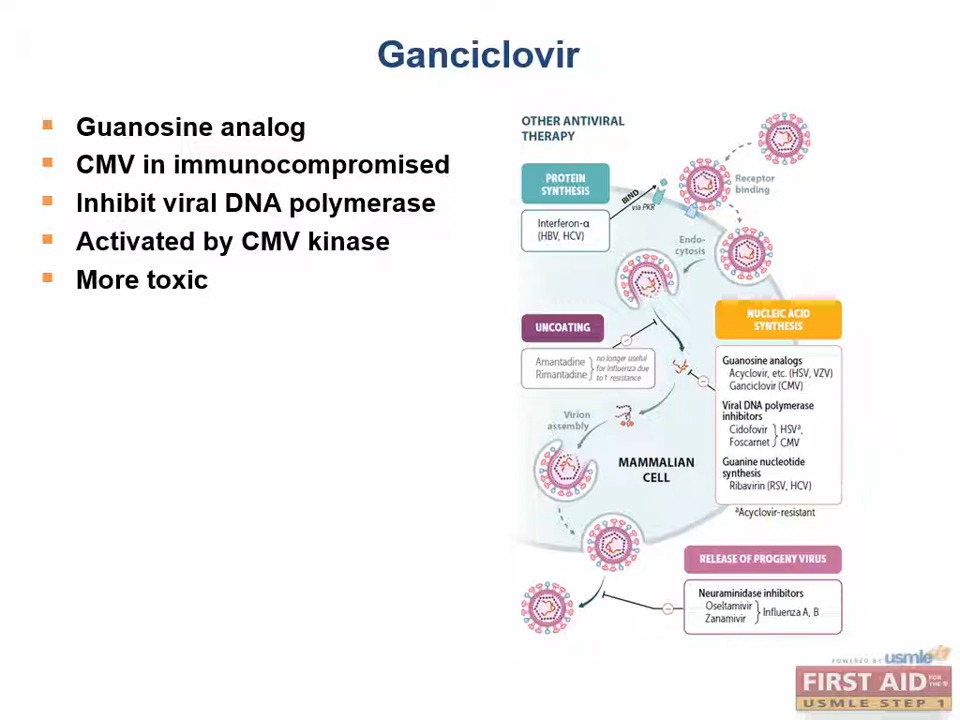 Ganciclovir
Guanosine analog
CMV in immunocompromised
Inhibit viral DNA polymerase
Activated by CMV kinase
More toxic
OTHER ANTIVIRAL
THERAPY
PROTEIN
SYNTHESIS
Interferon-α
(HBV, HCV)
BIND
via PKR
Receptor
binding
Endo-
cytosis
UNCOATING
Amantadine
Rimantadine
no longer useful
for influenza due
to ↑ resistance
NUCLEIC ACID
SYNTHESIS
Guanosine analogs
Acyclovir, etc. (HSV, VZV)
Ganciclovir (CMV)
Viral DNA polymerase
inhibitors
Cidofovir } HSVª,
Foscarnet } CMV
Guanine nucleotide
synthesis
Ribavirin (RSV, HCV)
ªAcyclovir-resistant
Virion
assembly
MAMMALIAN
CELL
RELEASE OF PROGENY VIRUS
Neuraminidase inhibitors
Oseltamivir
Zanamivir } Influenza A, B
POWERED BY usmle
FIRST AID FOR THE®
USMLE STEP 1